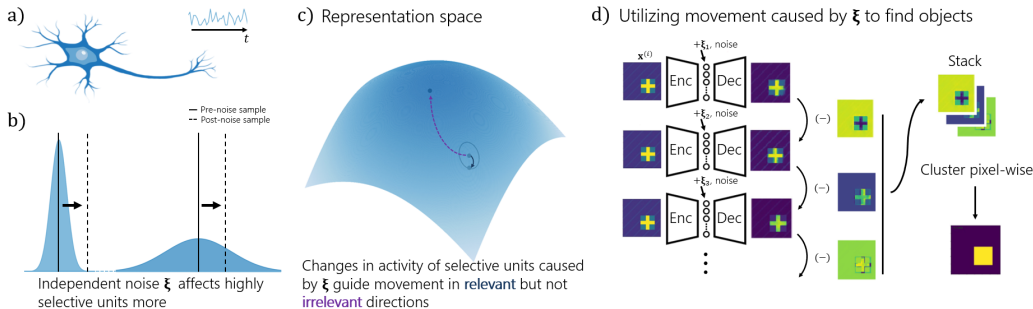 a)
t
b)
Pre-noise sample
Post-noise sample
Independent noise ξ affects highly
selective units more
c) Representation space
Changes in activity of selective units caused
by ξ guide movement in relevant but not
irrelevant directions
d) Utilizing movement caused by ξ to find objects
x⁽ⁱ⁾
+ξ₁, noise
Enc
Dec
(−)
+ξ₂, noise
Enc
Dec
(−)
+ξ₃, noise
Enc
Dec
(−)
Stack
Cluster pixel-wise